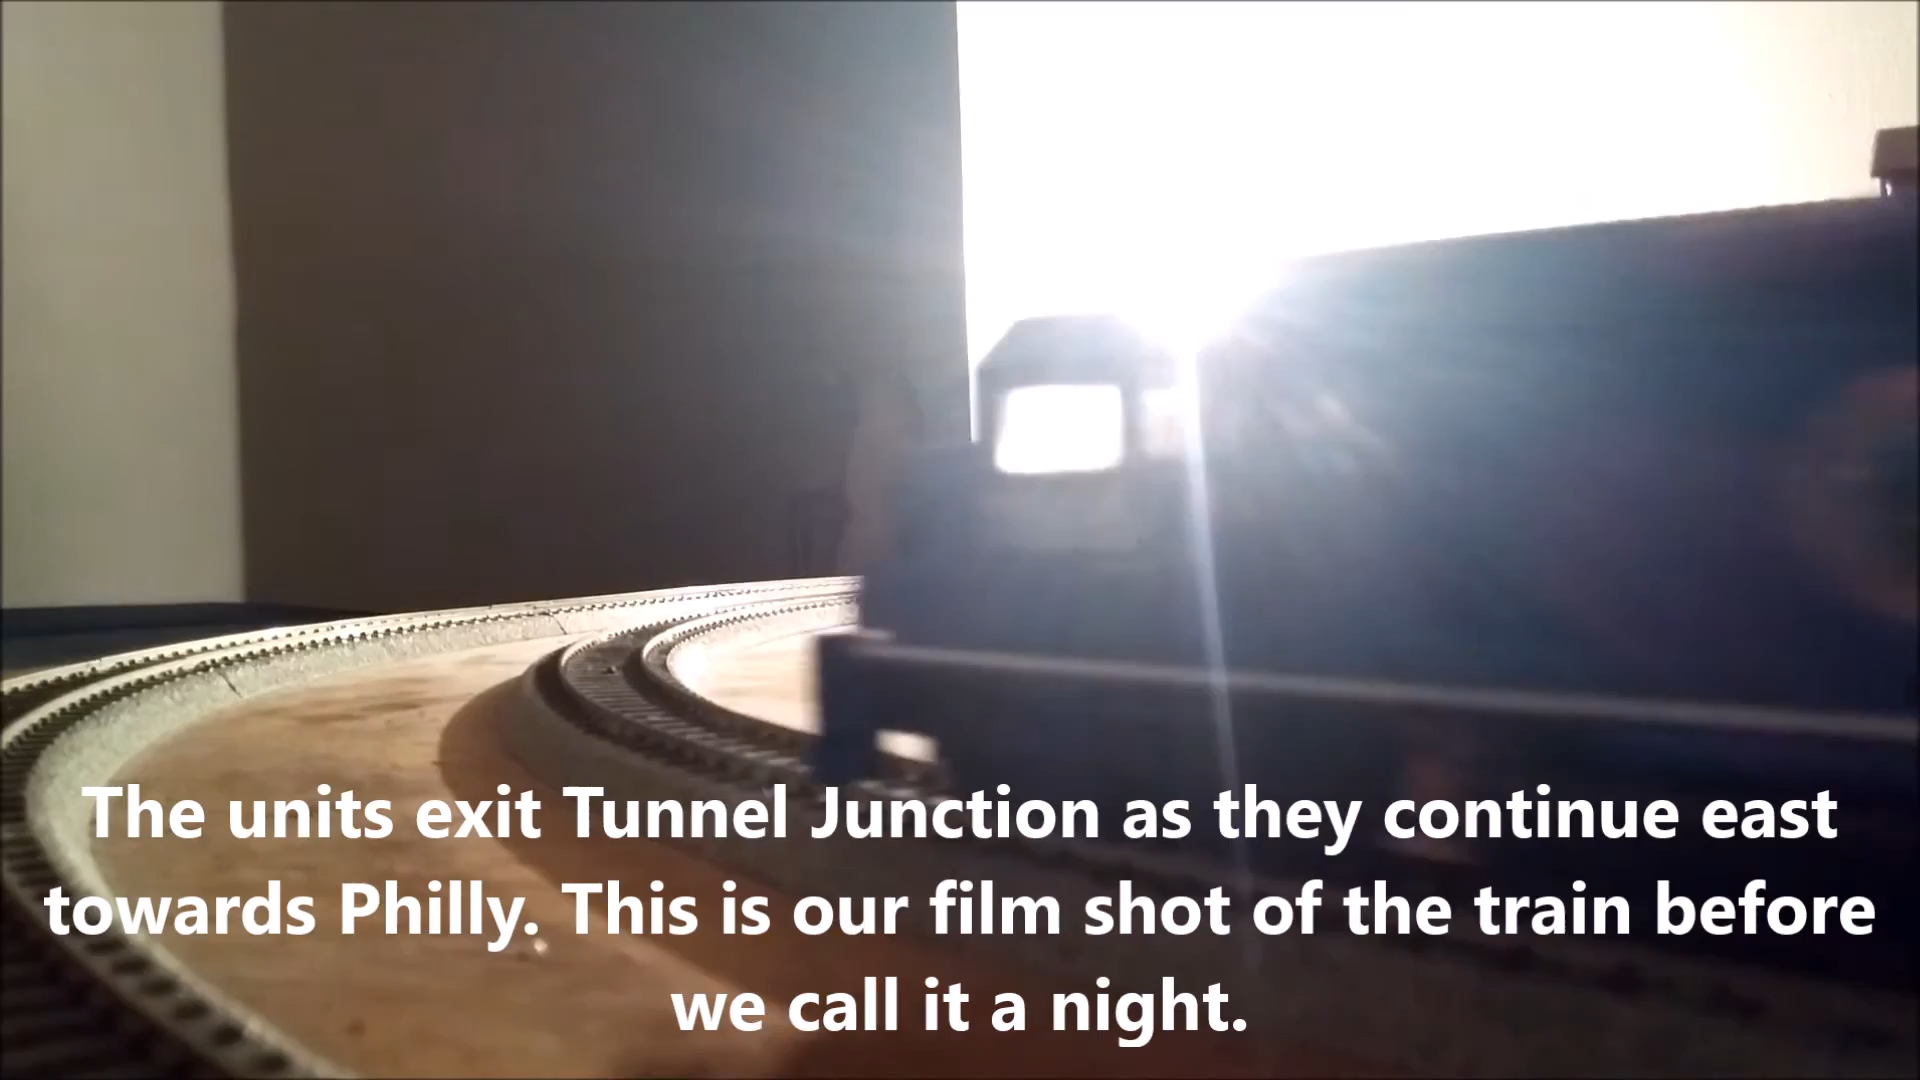 The units exit Tunnel Junction as they continue east
towards Philly. This is our film shot of the train before
we call it a night.